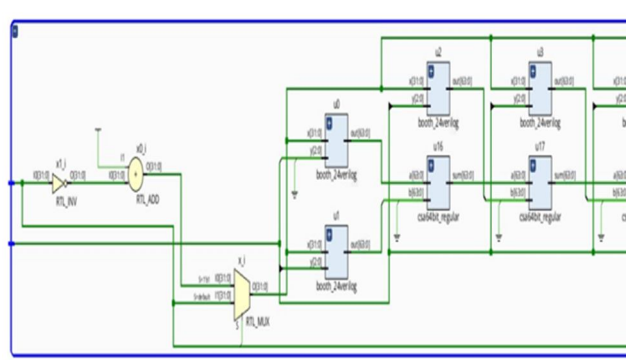 u2
u3
x[31:0]
out[63:0]
x[31:0]
out[63:0]
y[2:0]
y[2:0]
u0
booth_24verilog
booth_24verilog
x1_i
x0_i
x[31:0]
out[63:0]
u16
u17
I1
O[31:0]
y[2:0]
I0[31:0]
O[31:0]
I0[31:0]
booth_24verilog
a[63:0]
sum[63:0]
a[63:0]
sum[63:0]
RTL_INV
RTL_ADD
b[63:0]
b[63:0]
u1
csa64bit_regular
csa64bit_regular
x_i
x[31:0]
out[63:0]
y[2:0]
I0[31:0]
O[31:0]
I1[31:0]
booth_24verilog
S
RTL_MUX